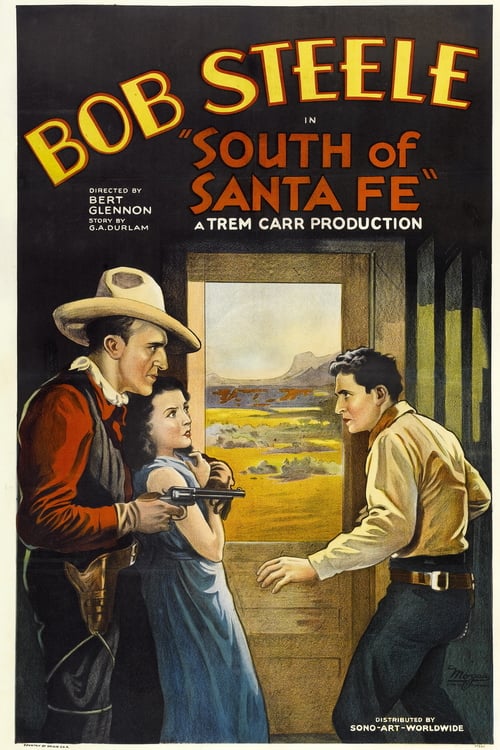 BOB STEELE
IN
"SOUTH of
SANTA FE"
DIRECTED BY
BERT
GLENNON
STORY BY
G.A. DURLAM
A TREM CARR PRODUCTION
Morgan
DISTRIBUTED BY
SONO-ART-WORLDWIDE